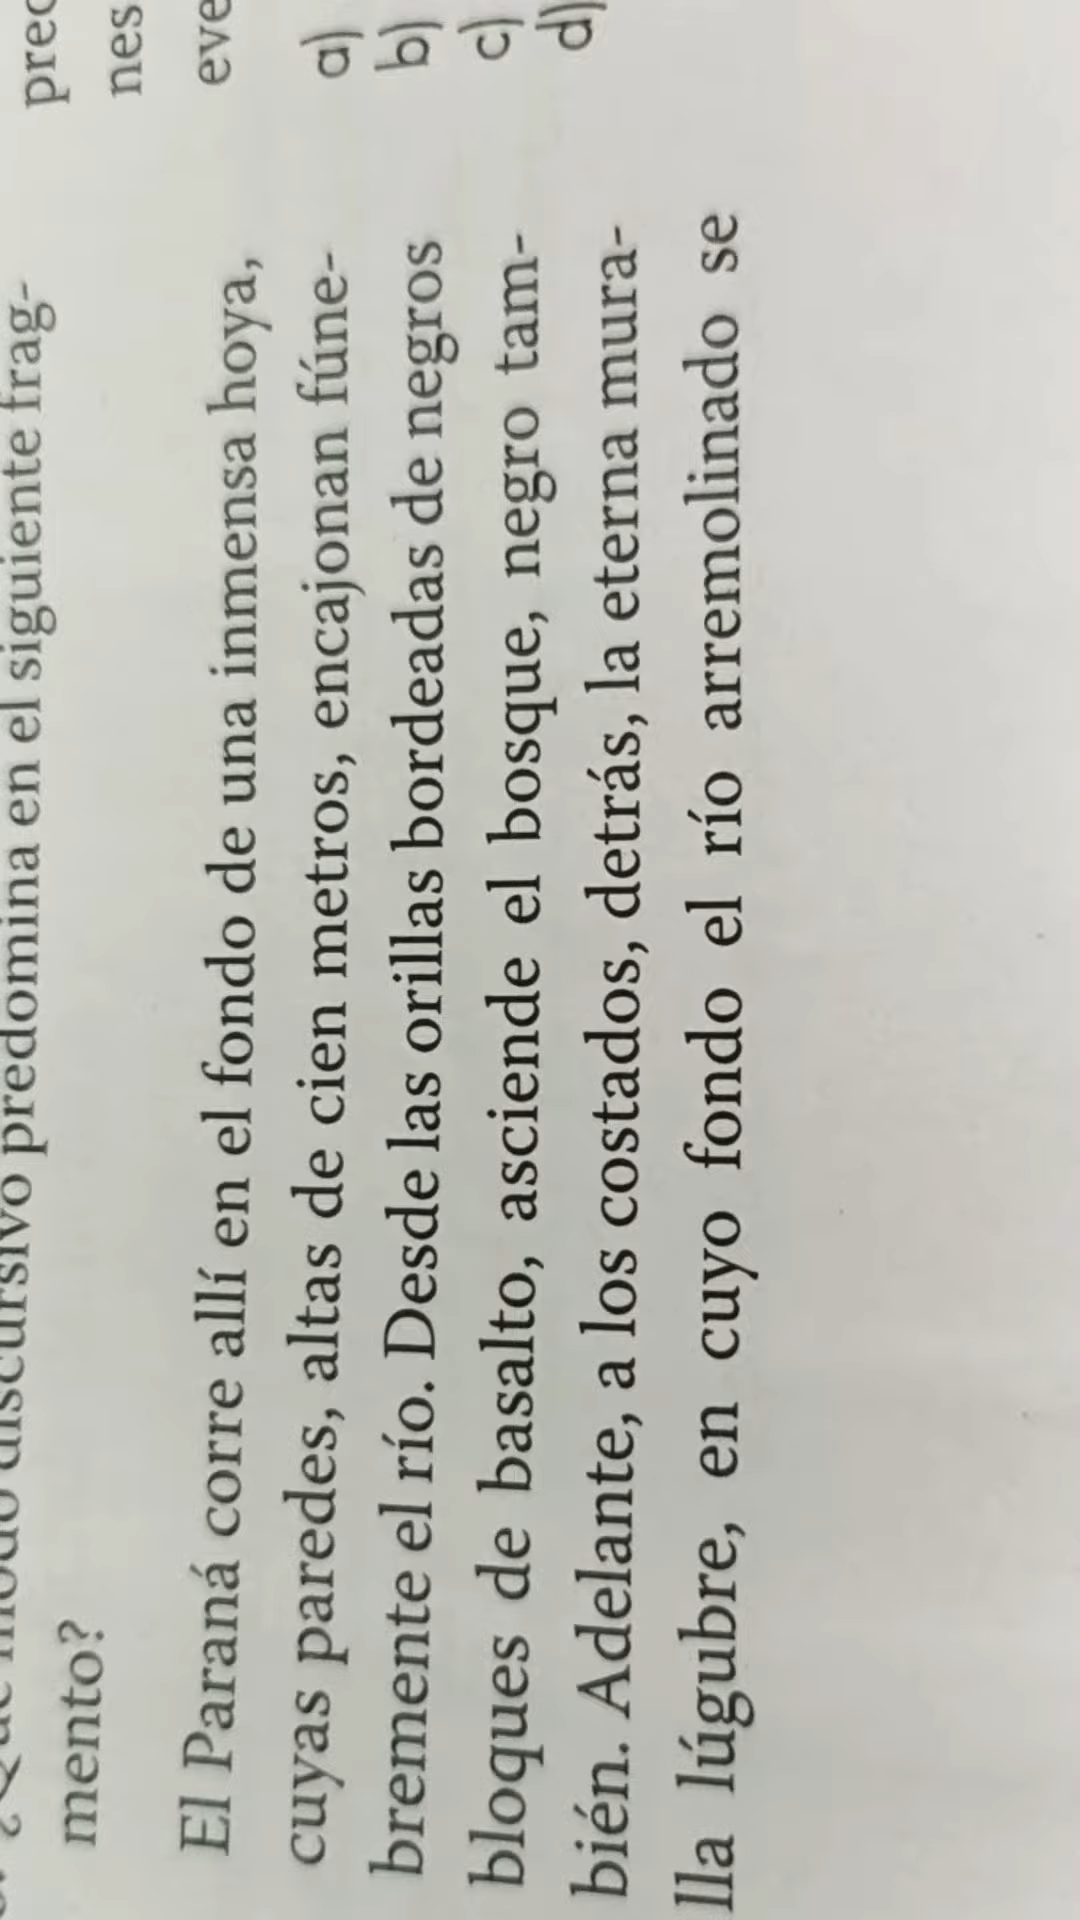 ¿Qué modo discursivo predomina en el siguiente frag-
mento?
El Paraná corre allí en el fondo de una inmensa hoya,
cuyas paredes, altas de cien metros, encajonan fúne-
bremente el río. Desde las orillas bordeadas de negros
bloques de basalto, asciende el bosque, negro tam-
bién. Adelante, a los costados, detrás, la eterna mura-
lla lúgubre, en cuyo fondo el río arremolinado se
nes
eve
a)
b)
c)
d)